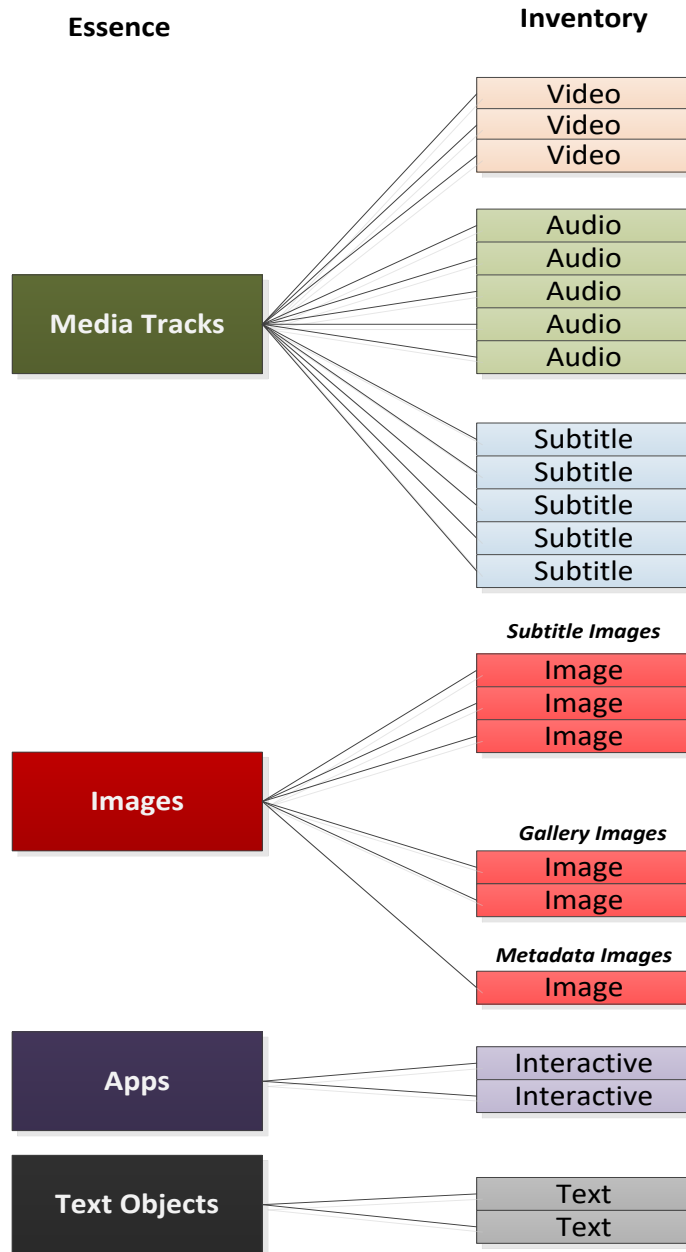 Essence
Inventory
Video
Video
Video
Audio
Audio
Media Tracks
Audio
Audio
Audio
Subtitle
Subtitle
Subtitle
Subtitle
Subtitle
Subtitle Images
Image
Image
Image
Images
Gallery Images
Image
Image
Metadata Images
Image
Apps
Interactive
Interactive
Text Objects
Text
Text